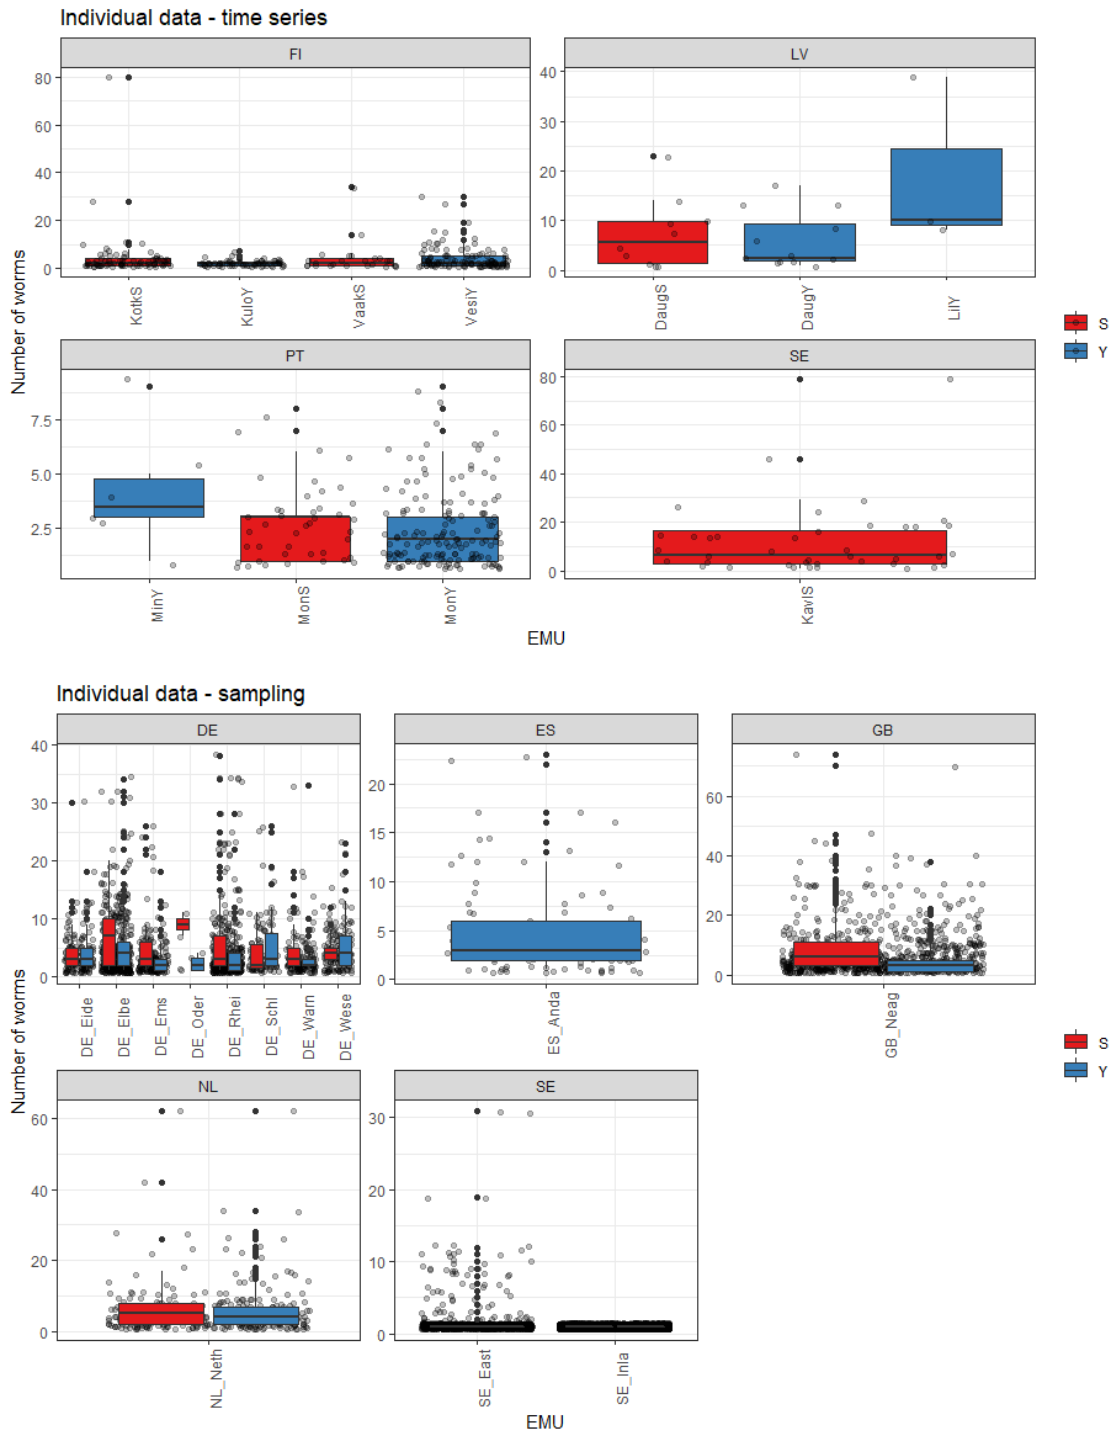 Individual data - time series
FI
LV
80
60
40
20
0
40
30
20
10
0
KotkS
KuloY
VaakS
VesiY
DaugS
DaugY
LilY
Number of worms
S
Y
PT
SE
7.5
5.0
2.5
80
60
40
20
0
MinY
MonS
MonY
KavlS
EMU
Individual data - sampling
DE
ES
GB
40
30
20
10
0
20
15
10
5
0
60
40
20
0
DE_Eide
DE_Elbe
DE_Ems
DE_Oder
DE_Rhei
DE_Schl
DE_Warn
DE_Wese
ES_Anda
GB_Neag
Number of worms
S
Y
NL
SE
60
40
20
0
30
20
10
0
NL_Neth
SE_East
SE_Inla
EMU